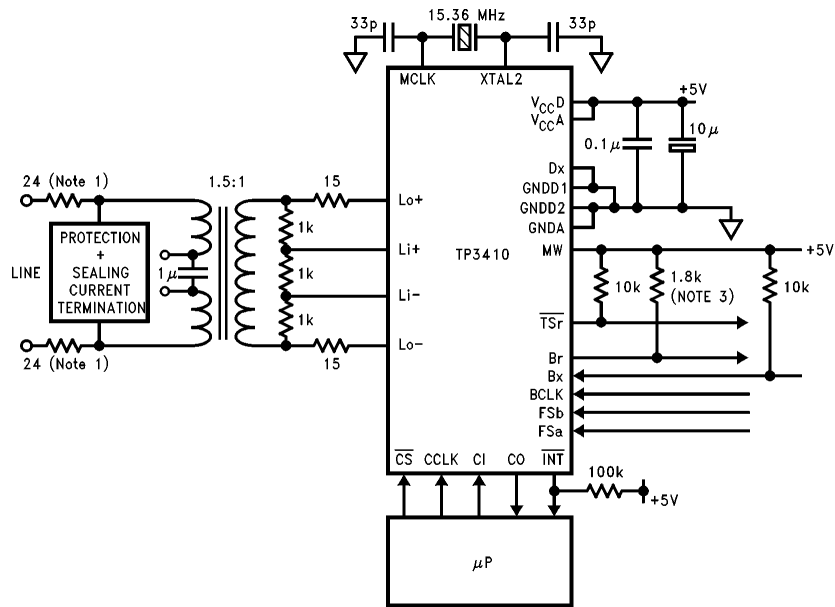 33p
15.36 MHz
33p
MCLK
XTAL2
VCCD
VCCA
+5V
0.1μ
10μ
24 (Note 1)
1.5:1
15
Lo+
Dx
GNDD1
GNDD2
GNDA
PROTECTION
+
SEALING
CURRENT
TERMINATION
LINE
1μ
1k
1k
1k
Li+
Li-
TP3410
MW
+5V
10k
1.8k
(NOTE 3)
10k
TSr
24 (Note 1)
15
Lo-
Br
Bx
BCLK
FSb
FSa
CS
CCLK
CI
CO
INT
100k
+5V
μP